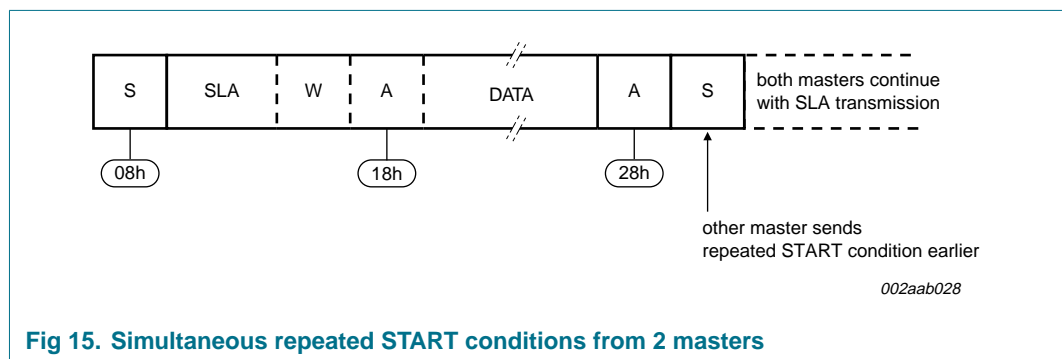 S SLA W A DATA A S both masters continue
with SLA transmission
08h 18h 28h
other master sends
repeated START condition earlier
002aab028
Fig 15. Simultaneous repeated START conditions from 2 masters